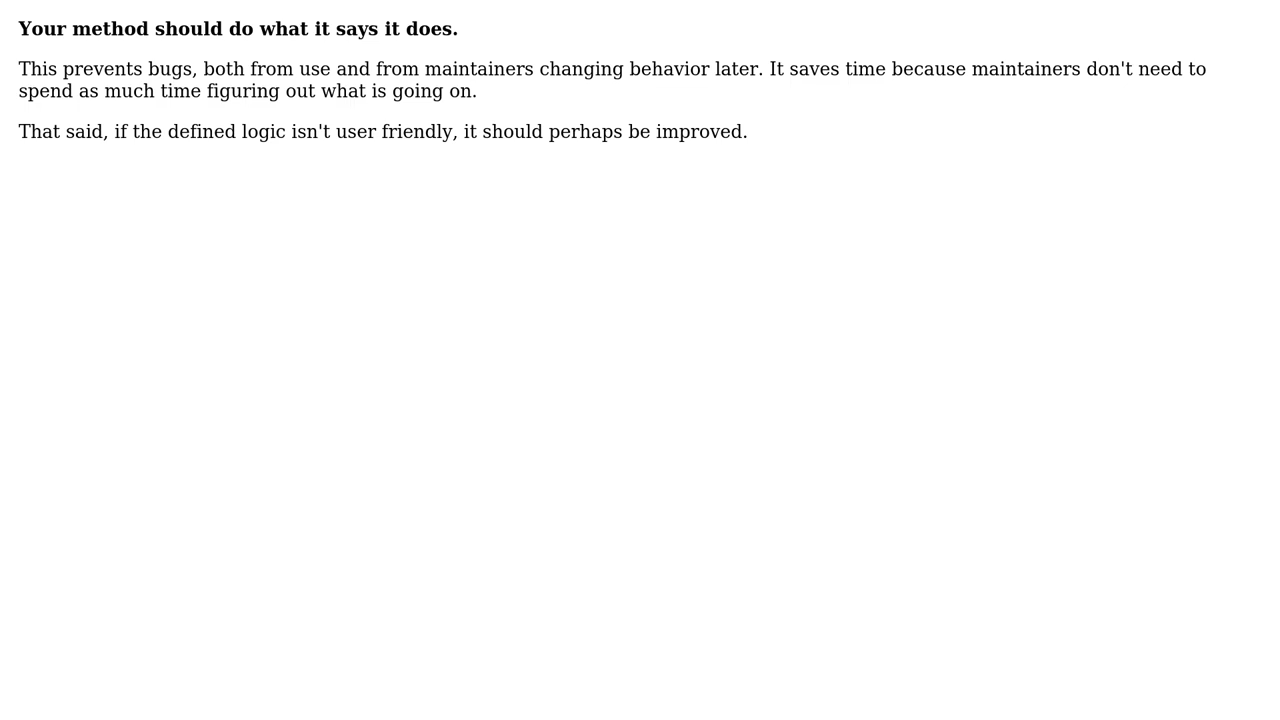 Your method should do what it says it does.
This prevents bugs, both from use and from maintainers changing behavior later. It saves time because maintainers don't need to
spend as much time figuring out what is going on.
That said, if the defined logic isn't user friendly, it should perhaps be improved.